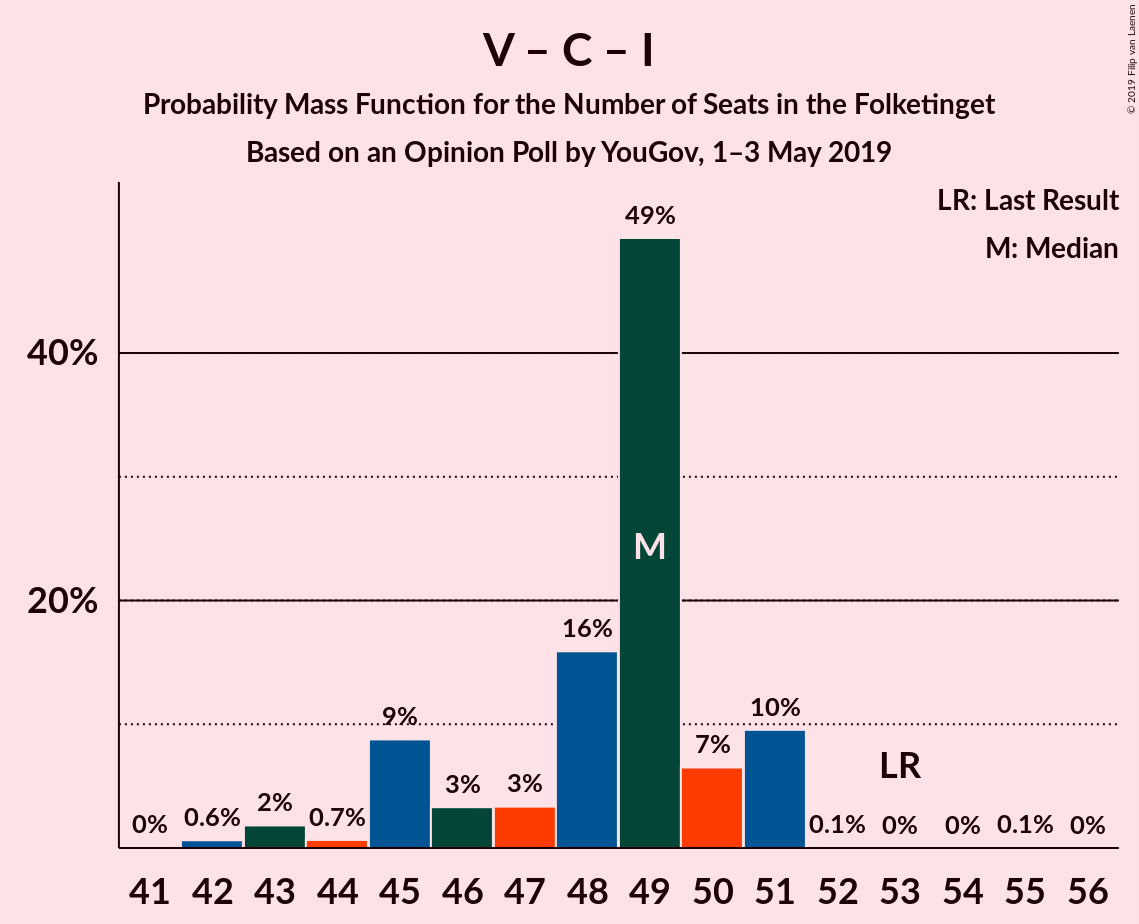 V – C – I
Probability Mass Function for the Number of Seats in the Folketinget
Based on an Opinion Poll by YouGov, 1–3 May 2019
© 2019 Filip van Laenen
LR: Last Result
M: Median
40%
20%
0%
0.6%
2%
0.7%
9%
3%
3%
16%
49%
M
7%
10%
0.1%
LR
0%
0%
0.1%
0%
41 42 43 44 45 46 47 48 49 50 51 52 53 54 55 56